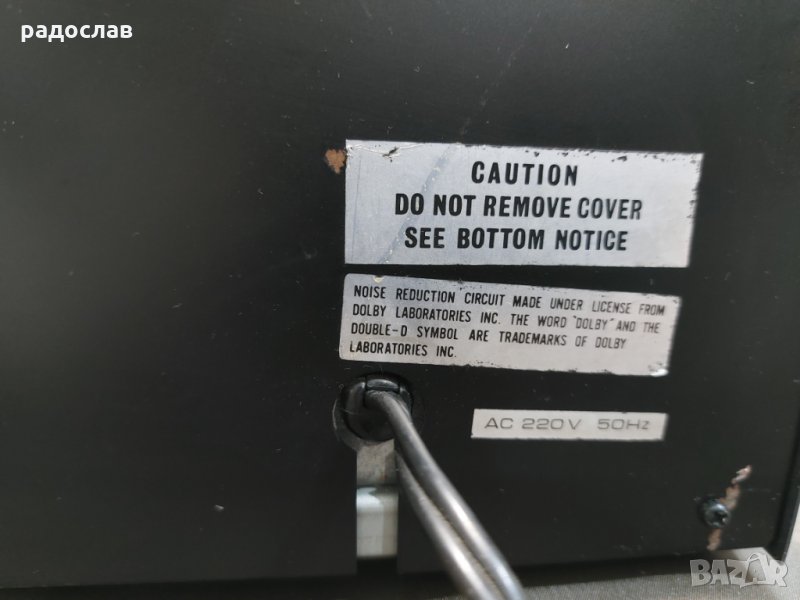 радослав
CAUTION
DO NOT REMOVE COVER
SEE BOTTOM NOTICE
NOISE REDUCTION CIRCUIT MADE UNDER LICENSE FROM
DOLBY LABORATORIES INC. THE WORD "DOLBY" AND THE
DOUBLE-D SYMBOL ARE TRADEMARKS OF DOLBY
LABORATORIES INC.
AC 220V 50Hz
BAZAR